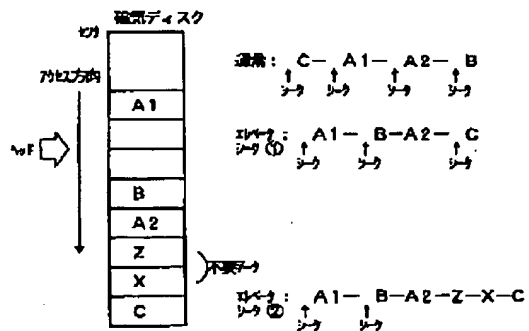 磁気ディスク
センタ
アクセス方向
ヘッド
A1
B
A2
Z
X
C
不要データ
通常: C－A1－A2－B
シーク シーク シーク シーク
エレベータ
シーク①: A1－B－A2－C
シーク シーク シーク
エレベータ
シーク②: A1－B－A2－Z－X－C
シーク シーク